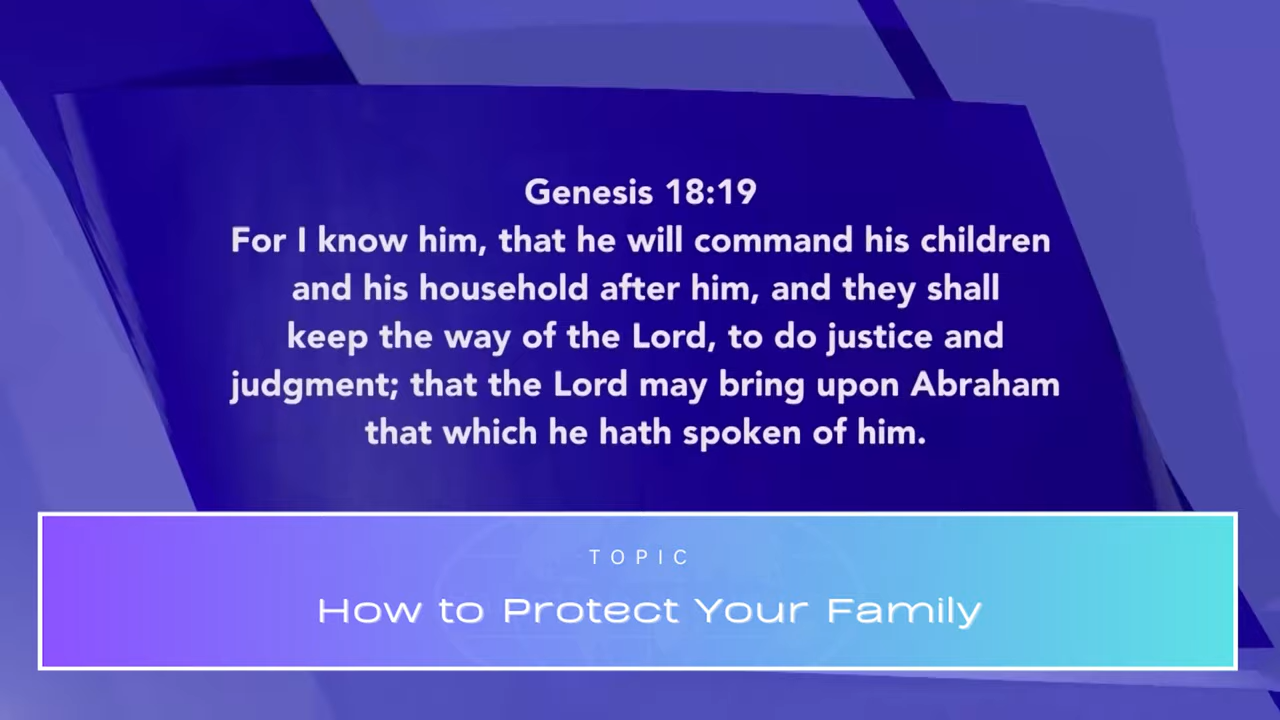 Genesis 18:19
For I know him, that he will command his children
and his household after him, and they shall
keep the way of the Lord, to do justice and
judgment; that the Lord may bring upon Abraham
that which he hath spoken of him.
TOPIC
How to Protect Your Family